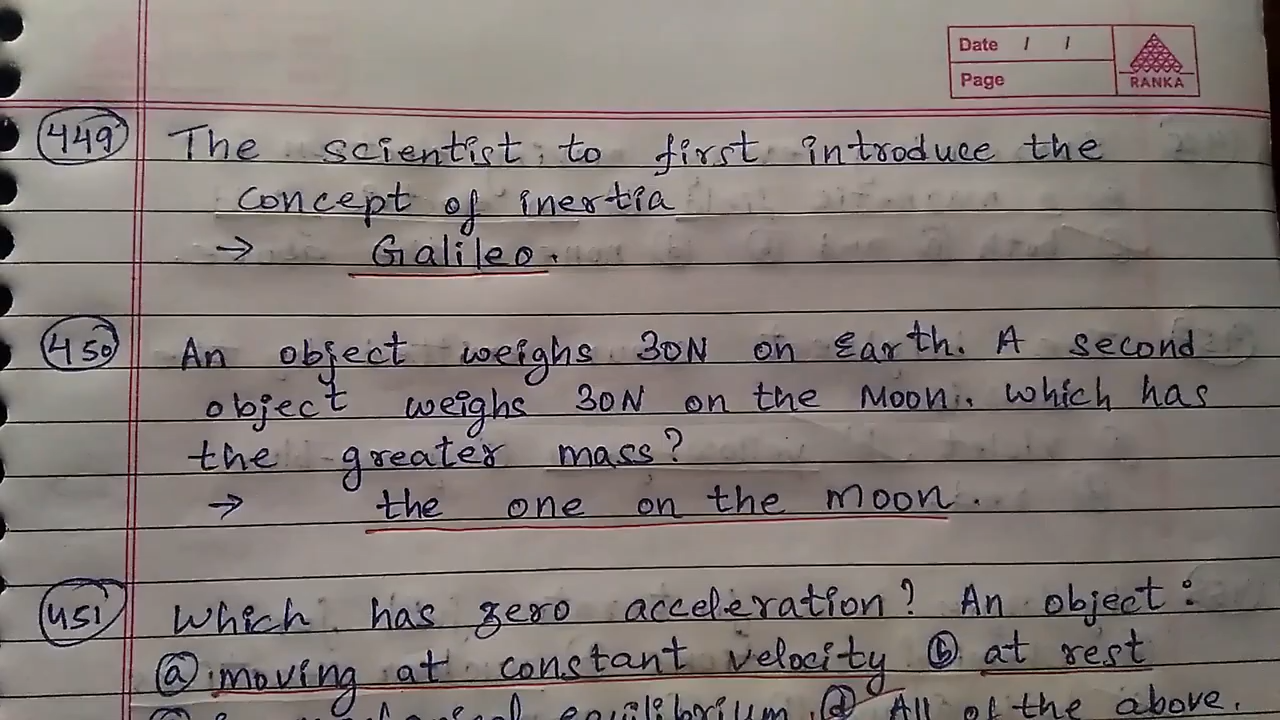 Date / /
Page
RANKA
449 The scientist to first introduce the
concept of inertia
→ Galileo.
450 An object weighs 30N on Earth. A second
object weighs 30N on the Moon. which has
the greater mass?
→ the one on the moon.
451 Which has zero acceleration? An object:
(a) moving at constant velocity (b) at rest
equilibrium (d) All of the above.